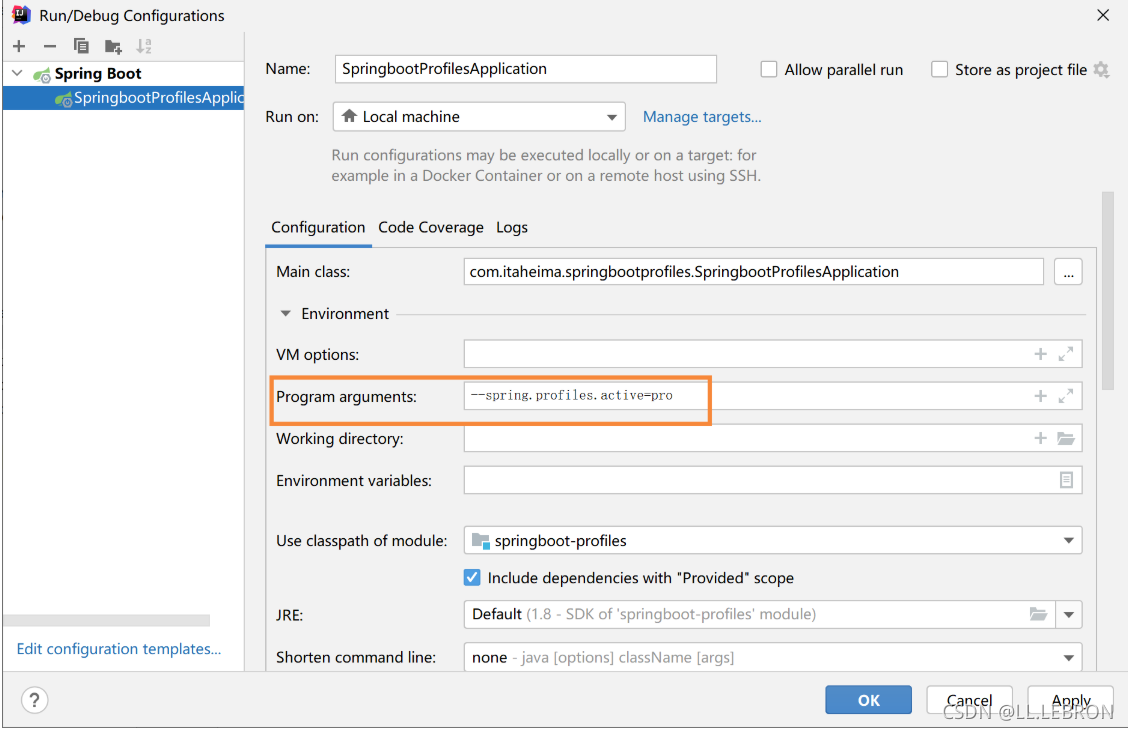 Run/Debug Configurations
Spring Boot
SpringbootProfilesApplic
Name: SpringbootProfilesApplication Allow parallel run Store as project file
Run on: Local machine Manage targets...
Run configurations may be executed locally or on a target: for
example in a Docker Container or on a remote host using SSH.
Configuration Code Coverage Logs
Main class: com.itaheima.springbootprofiles.SpringbootProfilesApplication ...
Environment
VM options:
Program arguments: --spring.profiles.active=pro
Working directory:
Environment variables:
Use classpath of module: springboot-profiles
Include dependencies with "Provided" scope
JRE: Default (1.8 - SDK of 'springboot-profiles' module)
Shorten command line: none - java [options] className [args]
Edit configuration templates...
? OK Cancel Apply
CSDN @LL.LEBRON